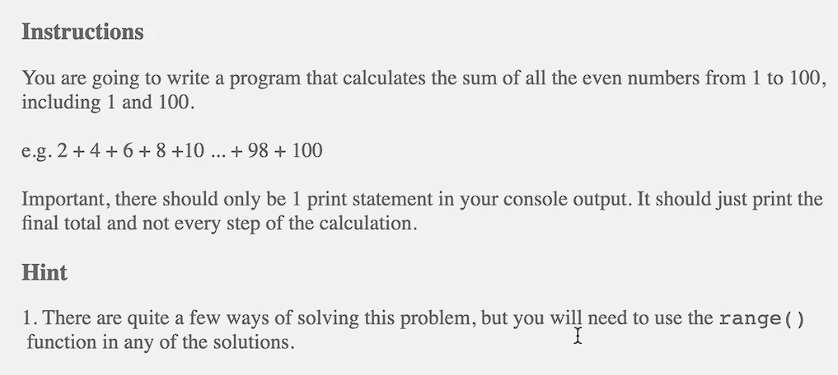 Instructions
You are going to write a program that calculates the sum of all the even numbers from 1 to 100,
including 1 and 100.
e.g. 2 + 4 + 6 + 8 +10 ... + 98 + 100
Important, there should only be 1 print statement in your console output. It should just print the
final total and not every step of the calculation.
Hint
1. There are quite a few ways of solving this problem, but you will need to use the range()
function in any of the solutions.